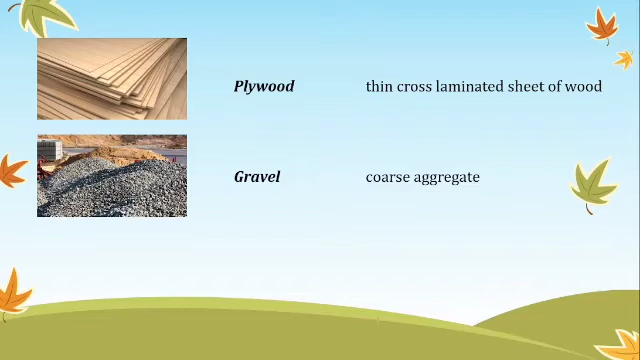 Plywood thin cross laminated sheet of wood
Gravel coarse aggregate